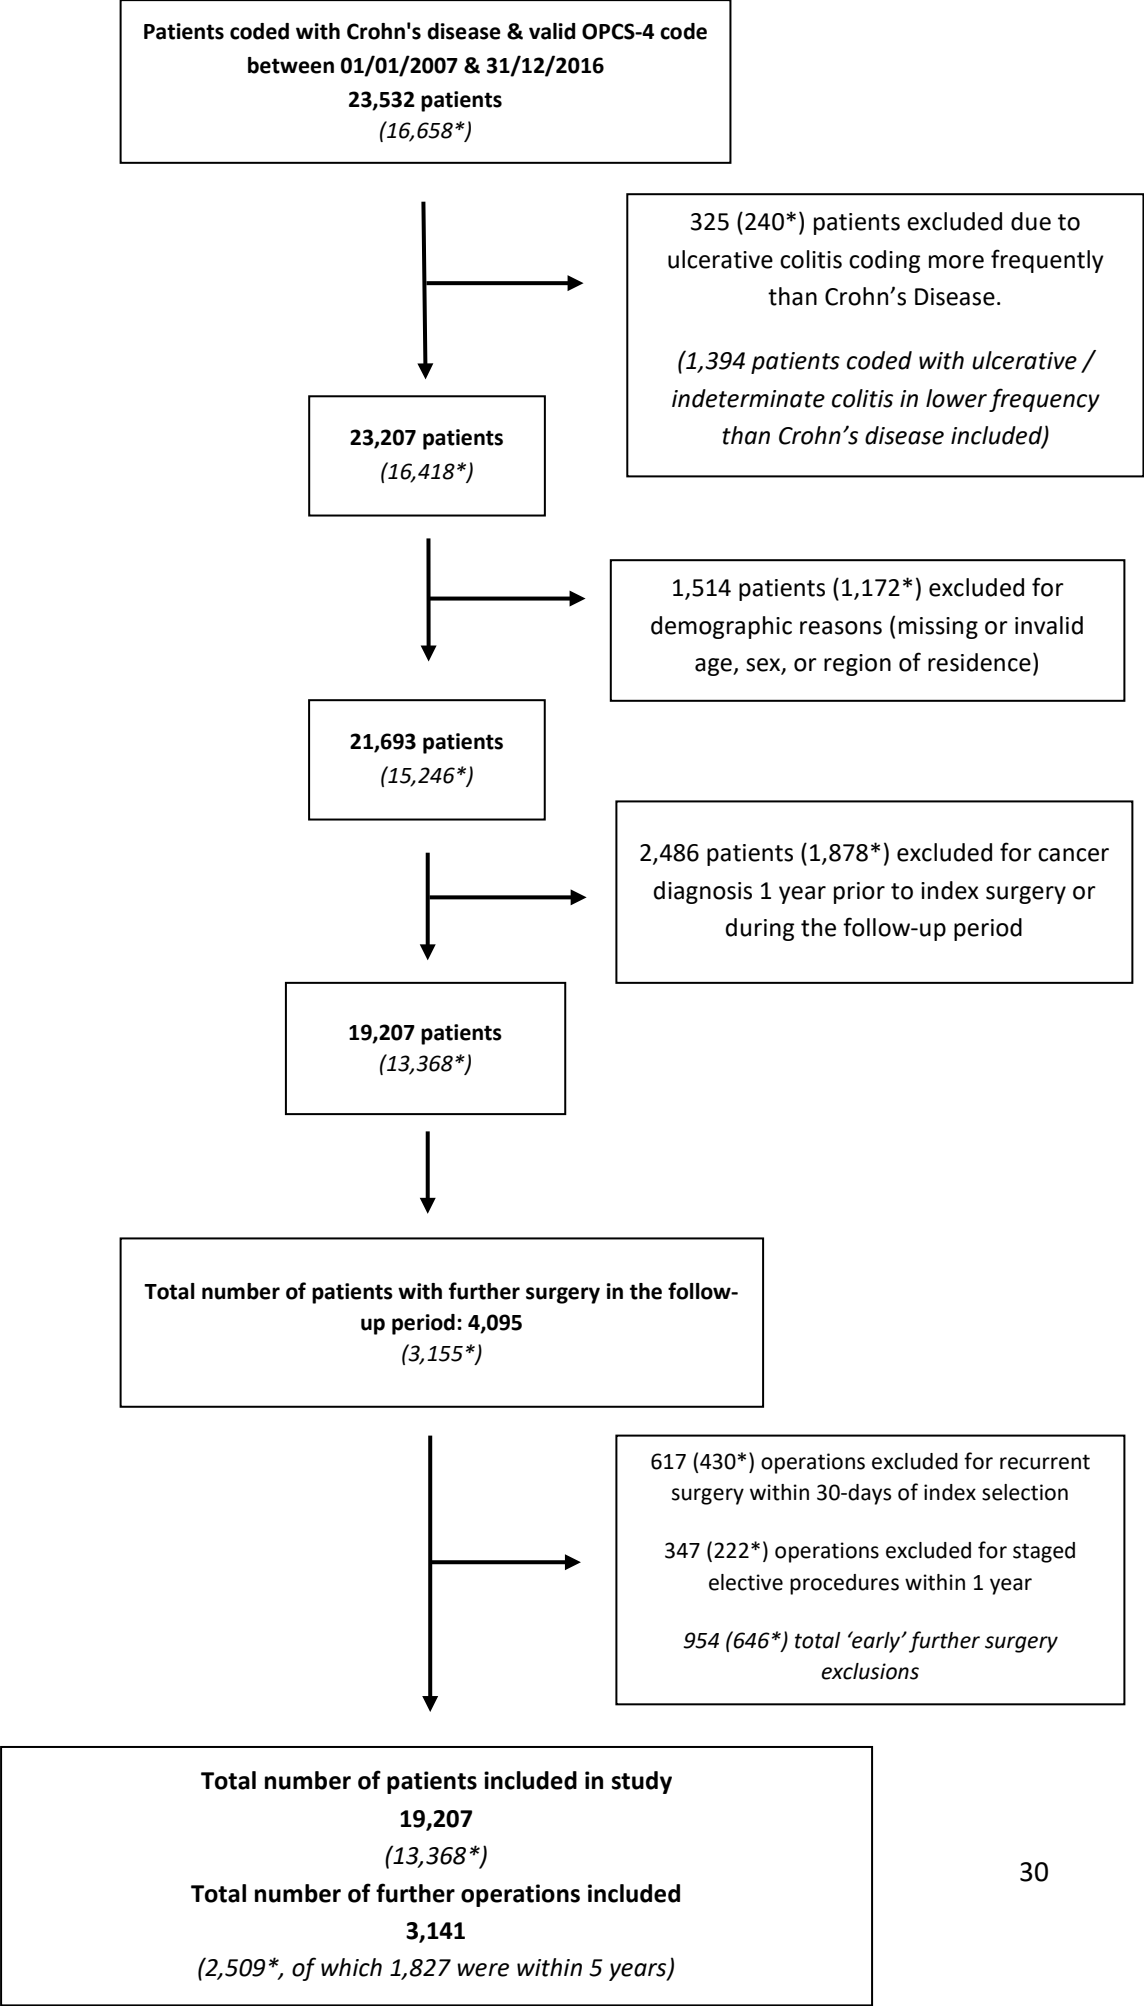 Patients coded with Crohn's disease & valid OPCS-4 code
between 01/01/2007 & 31/12/2016
23,532 patients
(16,658*)
325 (240*) patients excluded due to
ulcerative colitis coding more frequently
than Crohn’s Disease.
(1,394 patients coded with ulcerative /
indeterminate colitis in lower frequency
than Crohn’s disease included)
23,207 patients
(16,418*)
1,514 patients (1,172*) excluded for
demographic reasons (missing or invalid
age, sex, or region of residence)
21,693 patients
(15,246*)
2,486 patients (1,878*) excluded for cancer
diagnosis 1 year prior to index surgery or
during the follow-up period
19,207 patients
(13,368*)
Total number of patients with further surgery in the follow-
up period: 4,095
(3,155*)
617 (430*) operations excluded for recurrent
surgery within 30-days of index selection
347 (222*) operations excluded for staged
elective procedures within 1 year
954 (646*) total ‘early’ further surgery
exclusions
Total number of patients included in study
19,207
(13,368*)
Total number of further operations included
3,141
(2,509*, of which 1,827 were within 5 years)
30